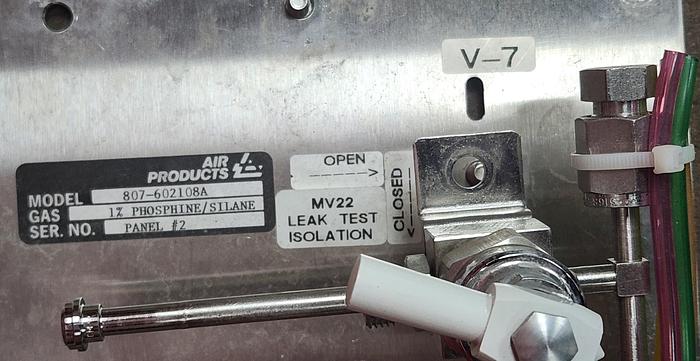 V-7
AIR
PRODUCTS
MODEL 807-602108A
GAS 1% PHOSPHINE/SILANE
SER. NO. PANEL #2
OPEN
-----V
MV22
LEAK TEST
ISOLATION
CLOSED
<-----